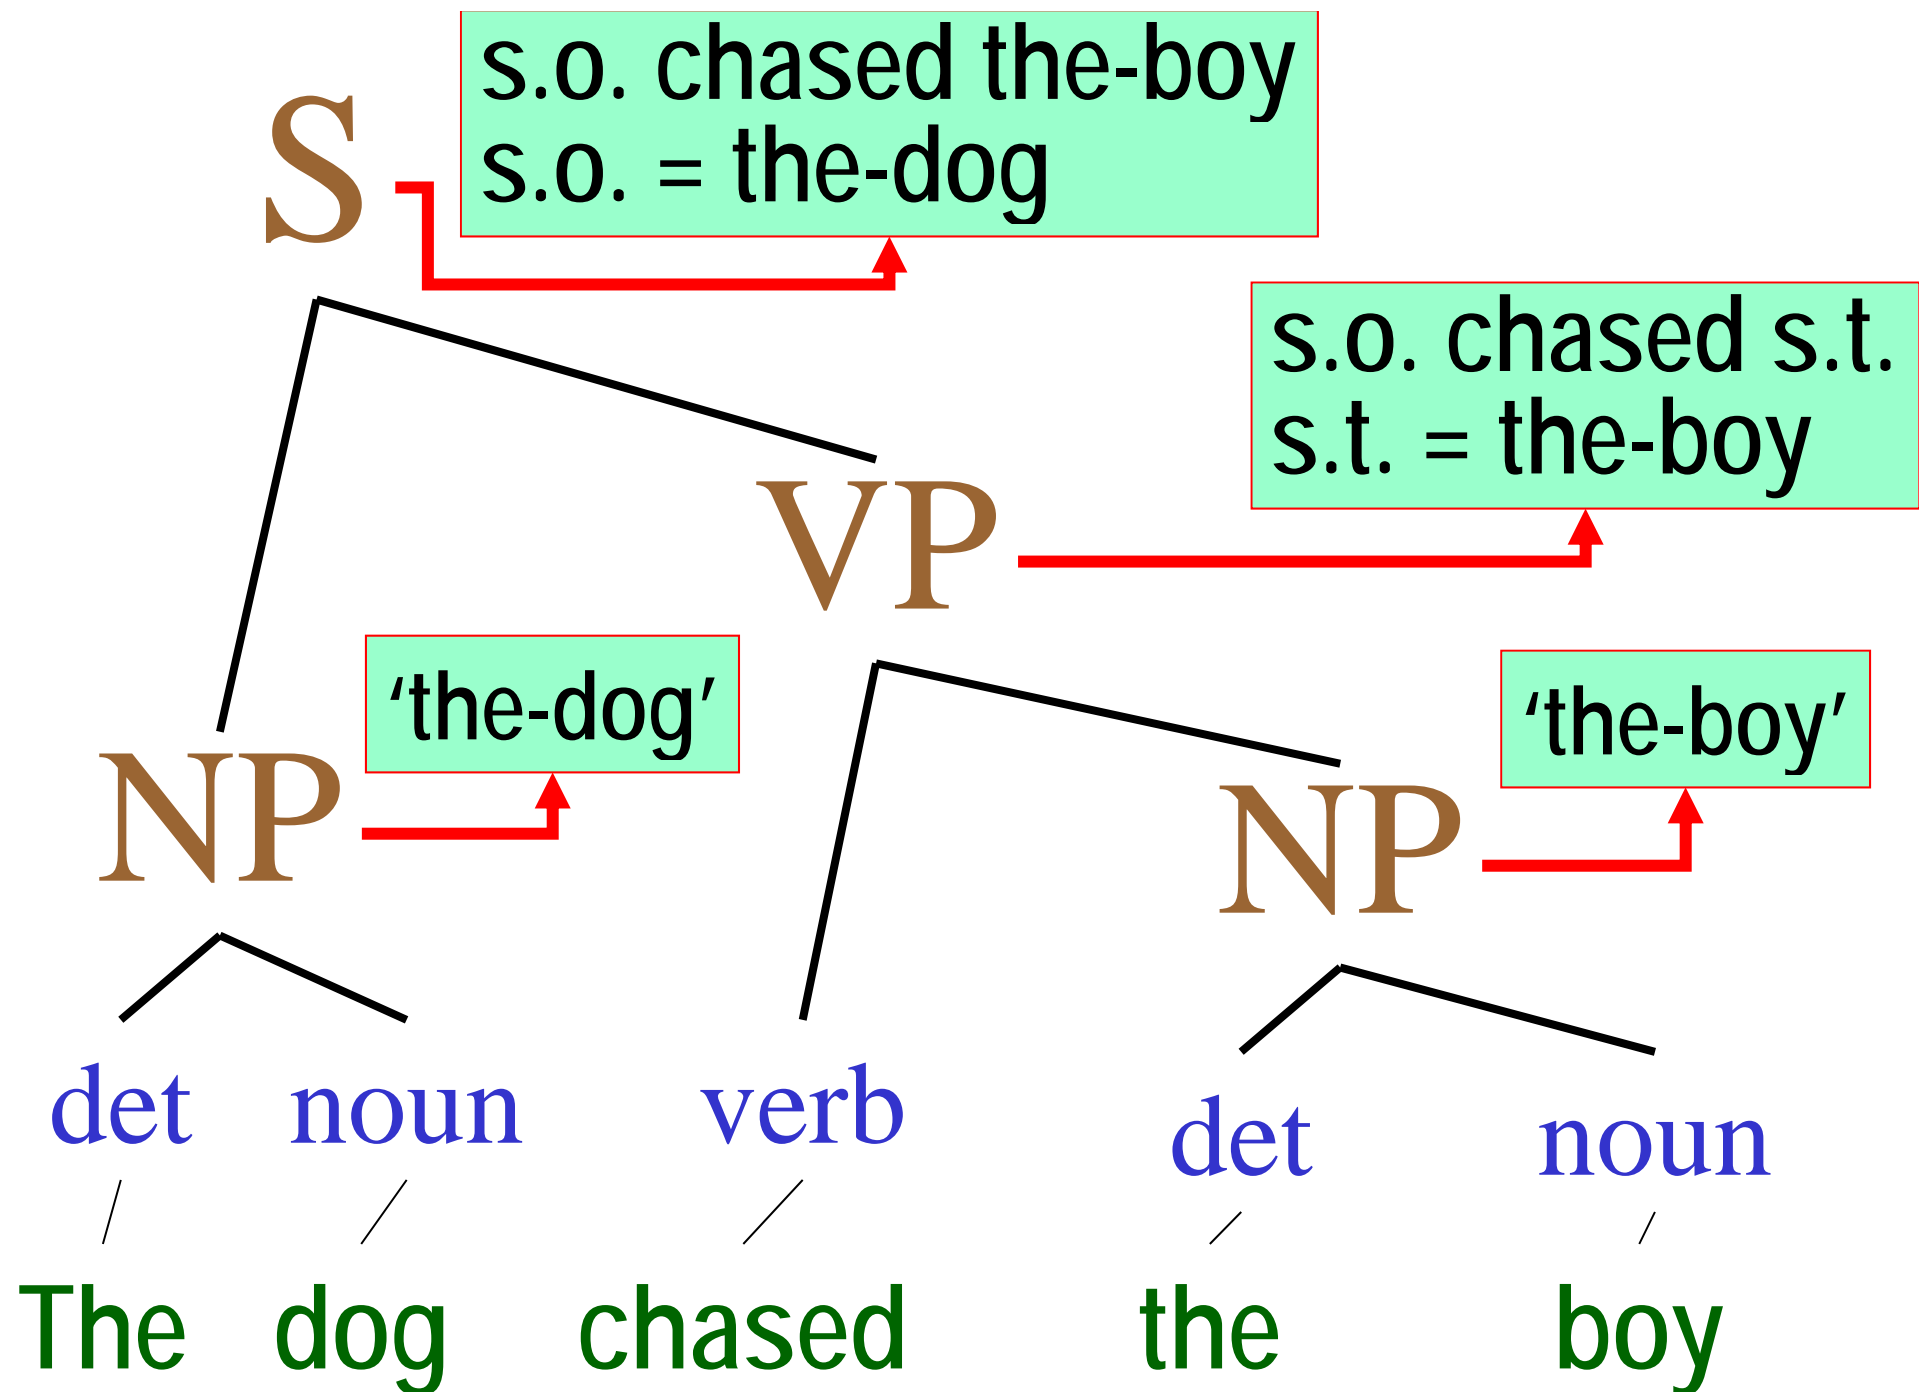 s.o. chased the-boy
s.o. = the-dog
S
s.o. chased s.t.
s.t. = the-boy
VP
‘the-dog’
‘the-boy’
NP
NP
det noun verb det noun
The dog chased the boy